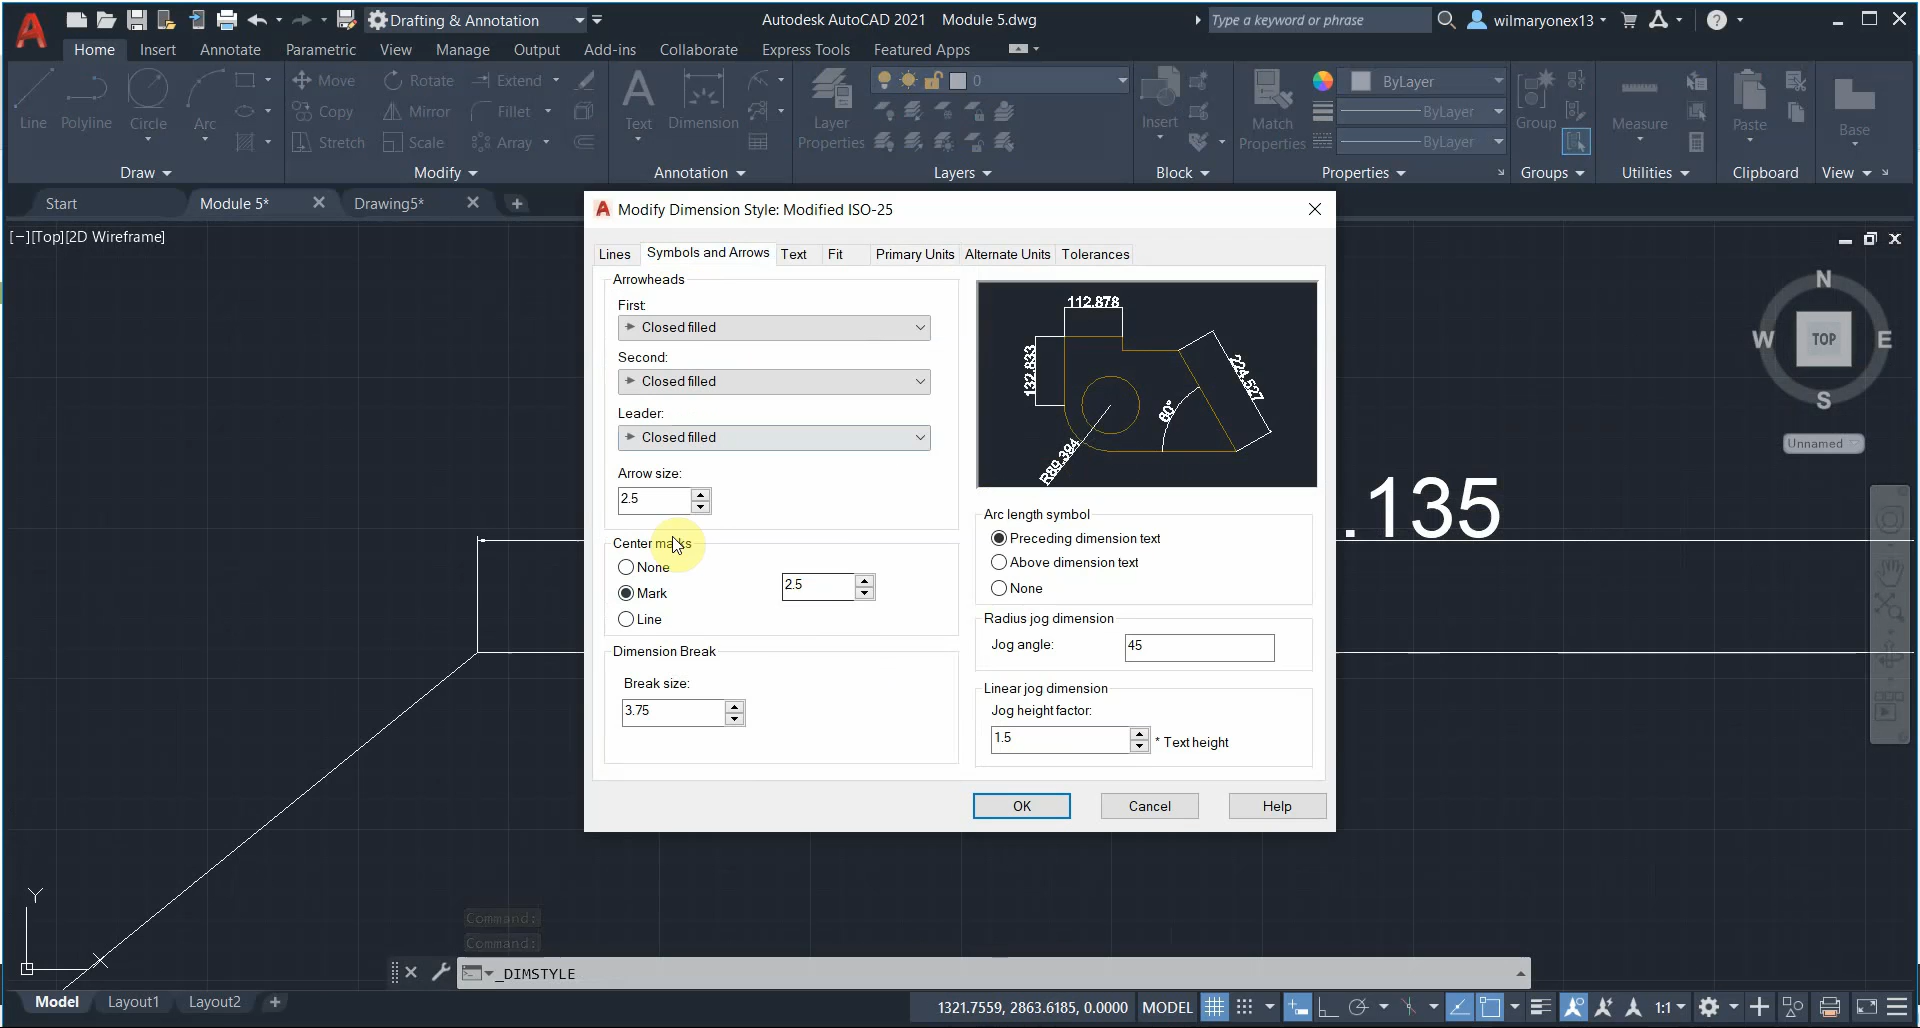 Drafting & Annotation
Autodesk AutoCAD 2021 Module 5.dwg
Type a keyword or phrase
wilmaryonex13
Home Insert Annotate Parametric View Manage Output Add-ins Collaborate Express Tools Featured Apps
Line
Polyline
Circle
Arc
Draw
Move
Copy
Stretch
Rotate
Mirror
Scale
Extend
Fillet
Array
Modify
Text
Dimension
Annotation
Layer
Properties
0
Layers
Insert
Block
Match
Properties
ByLayer
ByLayer
ByLayer
Properties
Group
Groups
Measure
Utilities
Paste
Clipboard
Base
View
Start
Module 5*
Drawing5*
[−][Top][2D Wireframe]
Modify Dimension Style: Modified ISO-25
Lines Symbols and Arrows Text Fit Primary Units Alternate Units Tolerances
Arrowheads
First:
Closed filled
Second:
Closed filled
Leader:
Closed filled
Arrow size:
2.5
Center marks
None
Mark
Line
2.5
Dimension Break
Break size:
3.75
112.878
132.833
224.527
60°
R89.394
Arc length symbol
Preceding dimension text
Above dimension text
None
Radius jog dimension
Jog angle:
45
Linear jog dimension
Jog height factor:
1.5
* Text height
OK
Cancel
Help
N
W
TOP
E
S
Unnamed
.135
Y
X
Command:
Command:
_DIMSTYLE
Model Layout1 Layout2
1321.7559, 2863.6185, 0.0000 MODEL
1:1